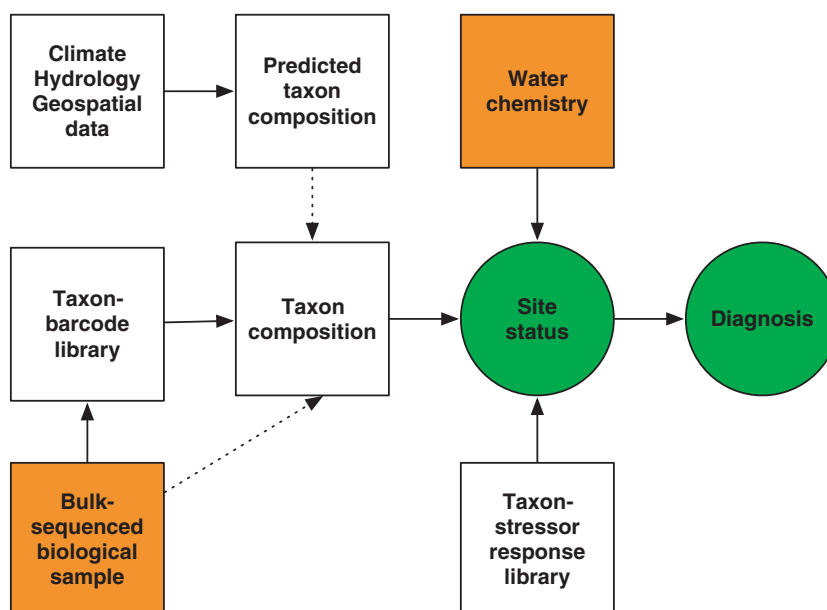 Climate
Hydrology
Geospatial
data
Predicted
taxon
composition
Water
chemistry
Taxon-
barcode
library
Taxon
composition
Site
status
Diagnosis
Bulk-
sequenced
biological
sample
Taxon-
stressor
response
library